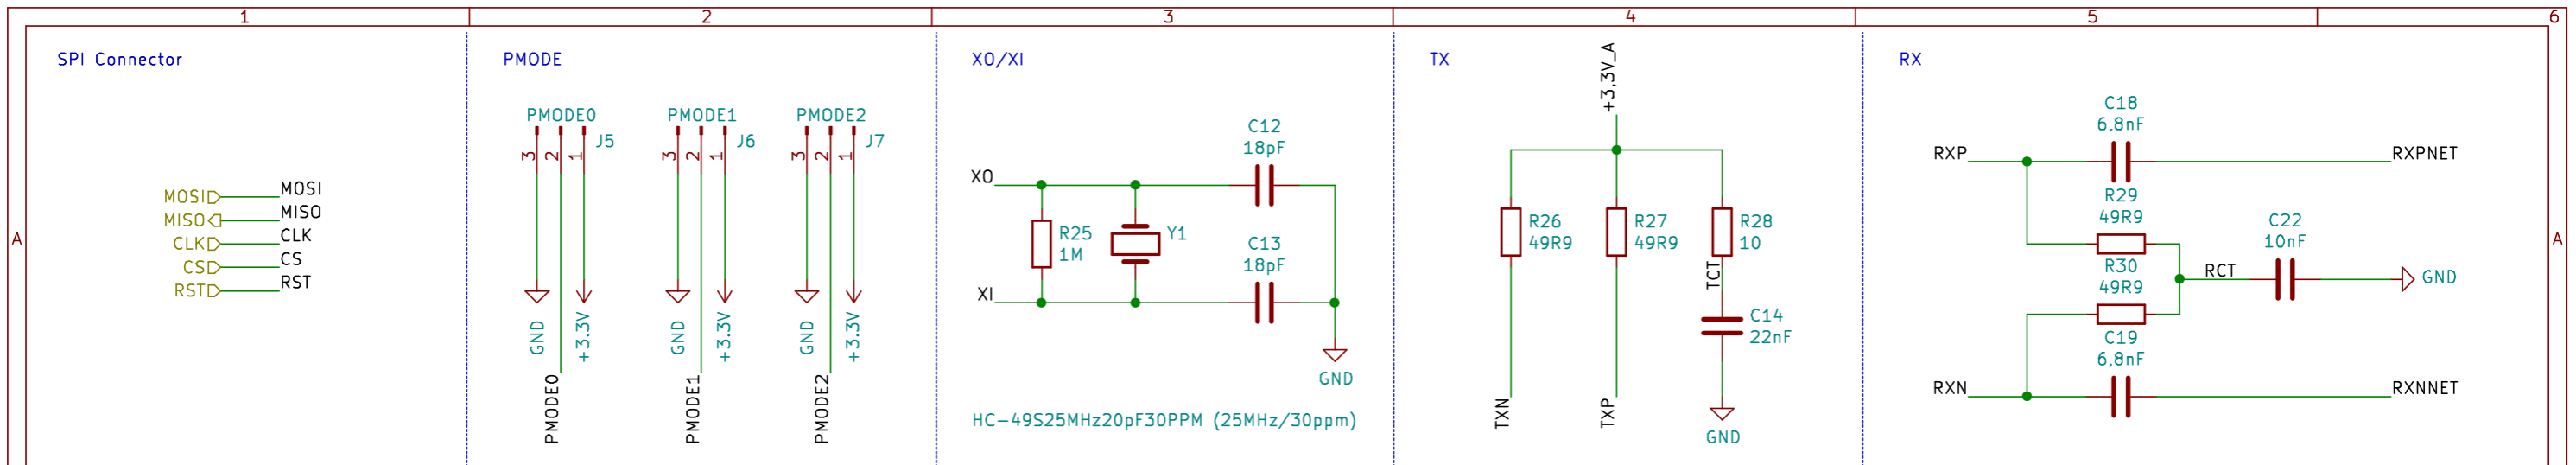 1 2 3 4 5 6
A
SPI Connector
MOSI MOSI
MISO MISO
CLK CLK
CS CS
RST RST
PMODE
PMODE0
J5
3 2 1
GND
+3.3V
PMODE0
PMODE1
J6
3 2 1
GND
+3.3V
PMODE1
PMODE2
J7
3 2 1
GND
+3.3V
PMODE2
XO/XI
C12
18pF
XO
R25
1M
Y1
C13
18pF
XI
GND
HC-49S25MHz20pF30PPM (25MHz/30ppm)
TX
+3,3V_A
R26
49R9
R27
49R9
R28
10
TCT
C14
22nF
TXN
TXP
GND
RX
C18
6,8nF
RXP
RXPNET
R29
49R9
C22
10nF
R30
49R9
RCT
GND
C19
6,8nF
RXN
RXNNET
A